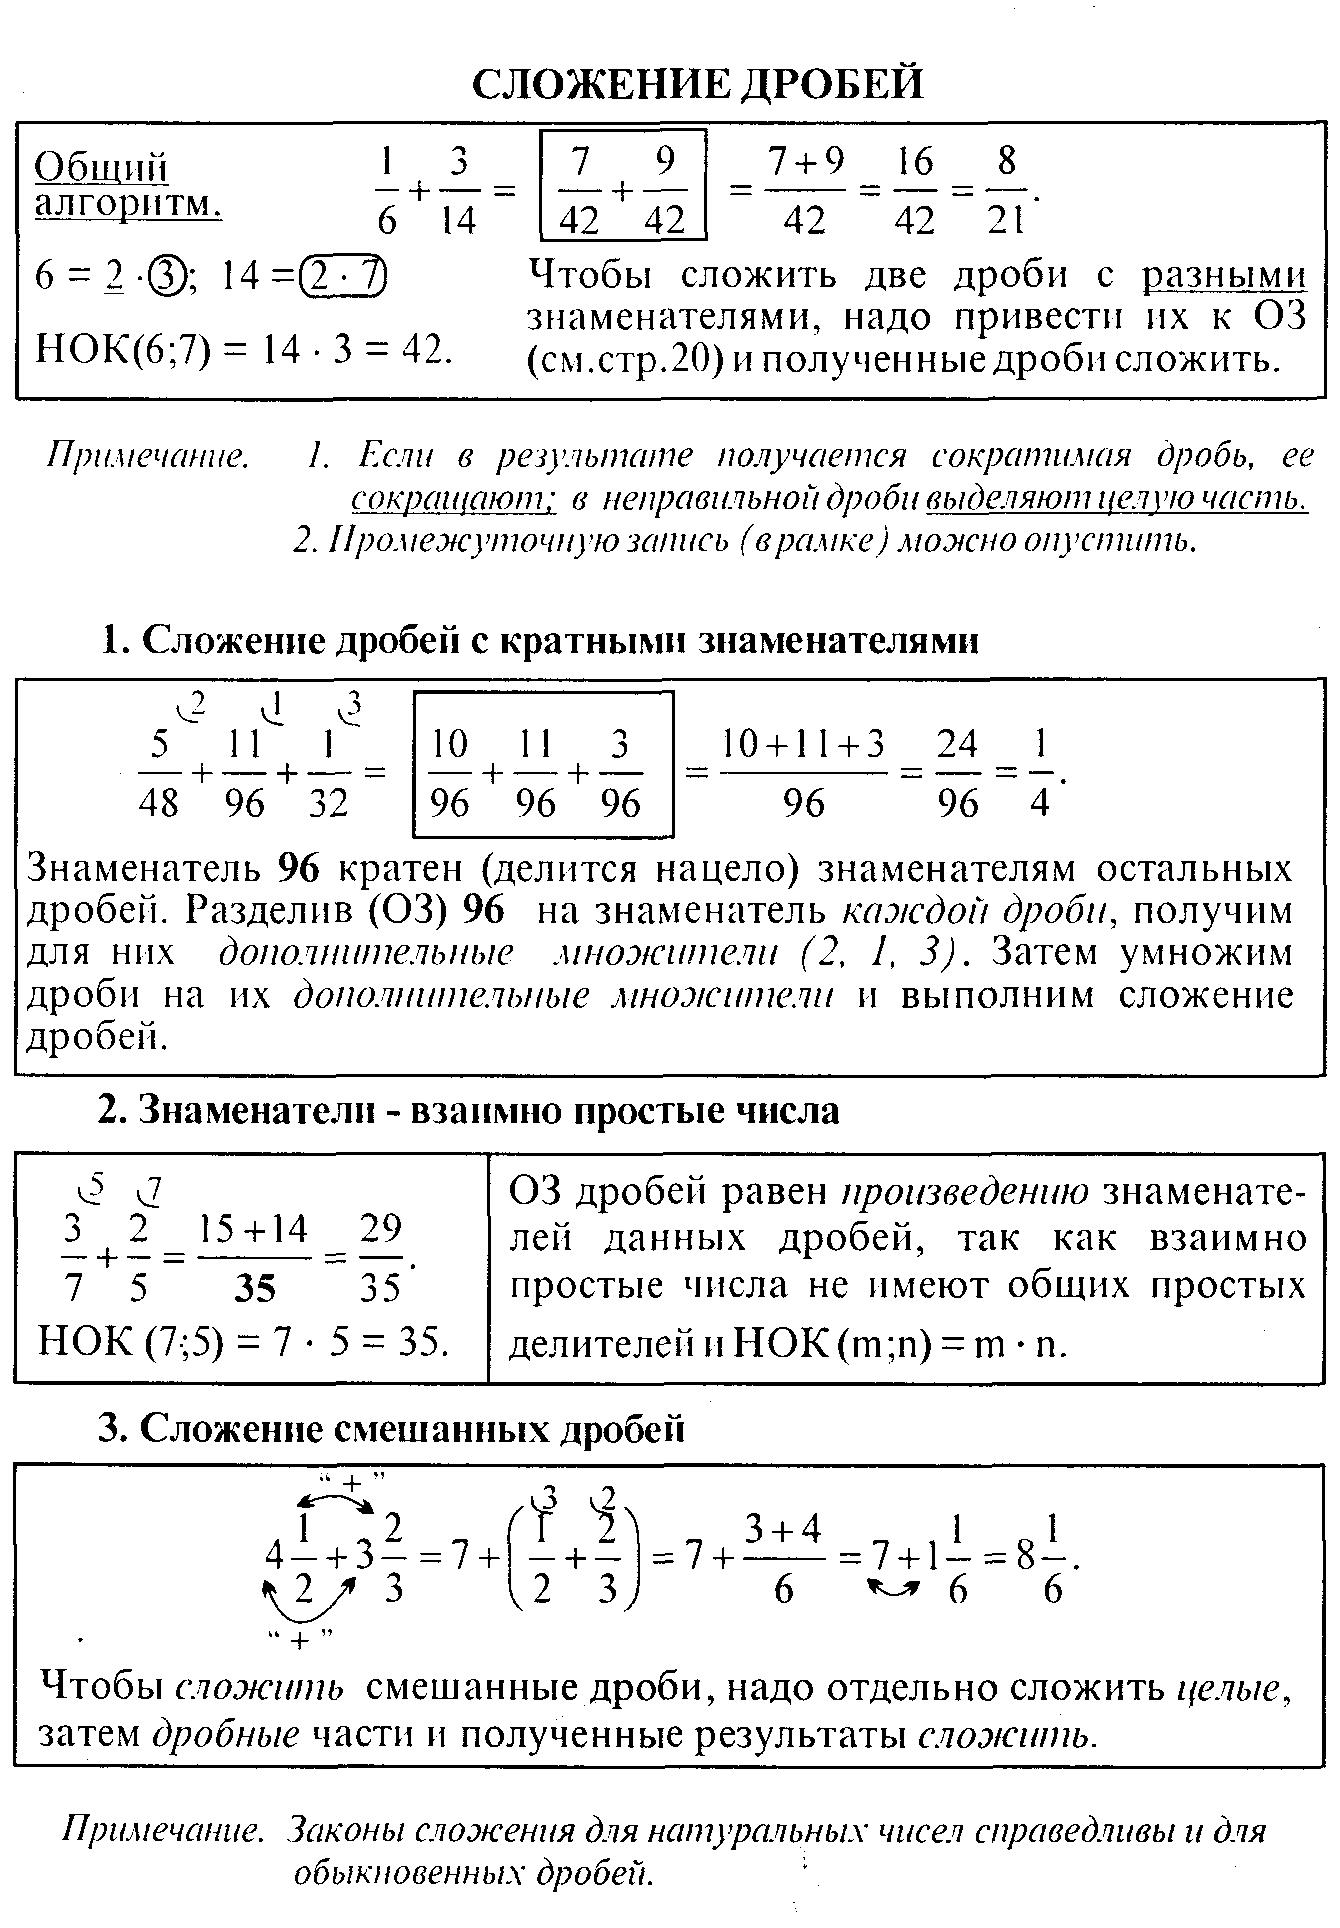 СЛОЖЕНИЕ ДРОБЕЙ
Общий алгоритм.
1/6 + 3/14 = 7/42 + 9/42 = (7+9)/42 = 16/42 = 8/21.
6 = 2 · 3; 14 = 2 · 7
НОК(6;7) = 14 · 3 = 42.
Чтобы сложить две дроби с разными
знаменателями, надо привести их к ОЗ
(см.стр.20) и полученные дроби сложить.
Примечание. 1. Если в результате получается сократимая дробь, ее
сокращают; в неправильной дроби выделяют целую часть.
2. Промежуточную запись (в рамке) можно опустить.
1. Сложение дробей с кратными знаменателями
2 1 3
5/48 + 11/96 + 1/32 = 10/96 + 11/96 + 3/96 = (10+11+3)/96 = 24/96 = 1/4.
Знаменатель 96 кратен (делится нацело) знаменателям остальных
дробей. Разделив (ОЗ) 96 на знаменатель каждой дроби, получим
для них дополнительные множители (2, 1, 3). Затем умножим
дроби на их дополнительные множители и выполним сложение
дробей.
2. Знаменатели - взаимно простые числа
5 7
3/7 + 2/5 = (15+14)/35 = 29/35.
НОК (7;5) = 7 · 5 = 35.
ОЗ дробей равен произведению знаменате-
лей данных дробей, так как взаимно
простые числа не имеют общих простых
делителей и НОК (m;n) = m · n.
3. Сложение смешанных дробей
“ + ”
3 2
4 1/2 + 3 2/3 = 7 + (1/2 + 2/3) = 7 + (3+4)/6 = 7 + 1 1/6 = 8 1/6.
“ + ”
Чтобы сложить смешанные дроби, надо отдельно сложить целые,
затем дробные части и полученные результаты сложить.
Примечание. Законы сложения для натуральных чисел справедливы и для
обыкновенных дробей.